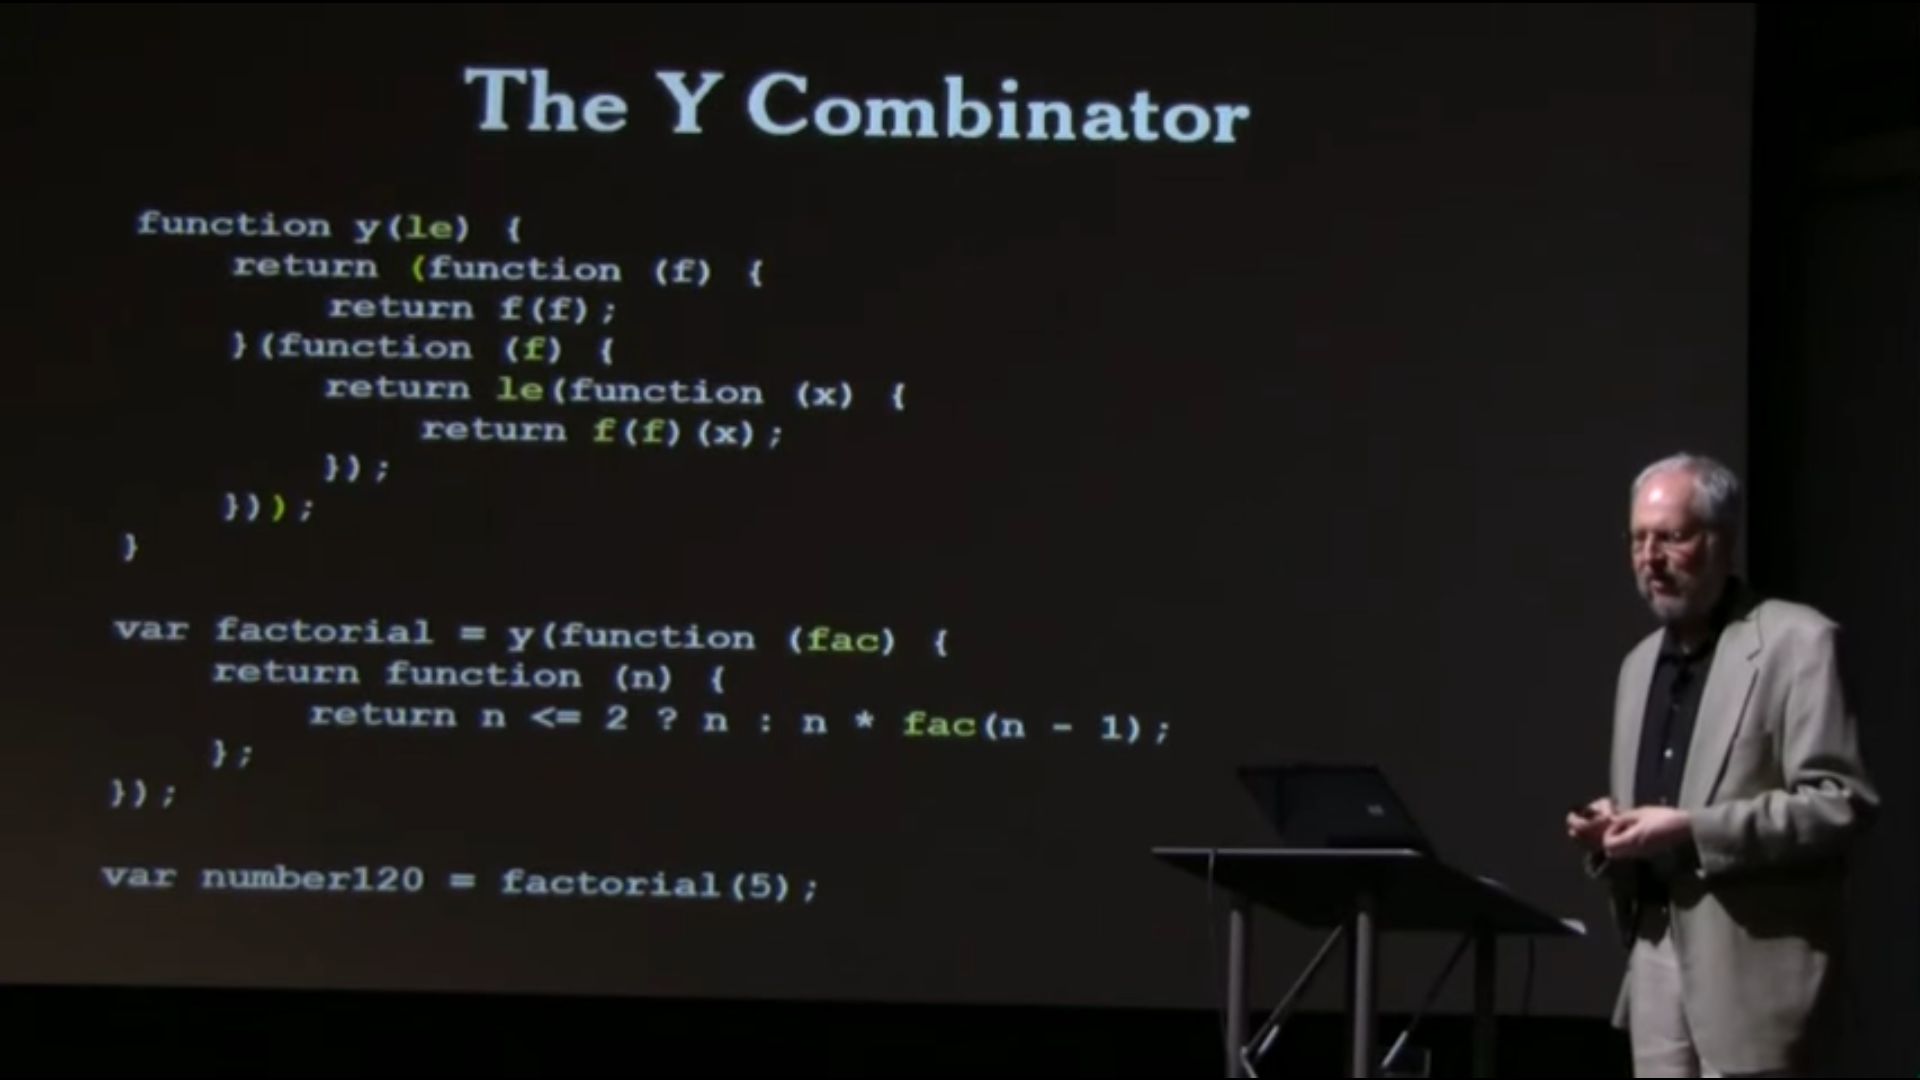 The Y Combinator
function y(le) {
    return (function (f) {
        return f(f);
    }(function (f) {
        return le(function (x) {
            return f(f)(x);
        });
    }));
}
var factorial = y(function (fac) {
    return function (n) {
        return n <= 2 ? n : n * fac(n - 1);
    };
});
var number120 = factorial(5);